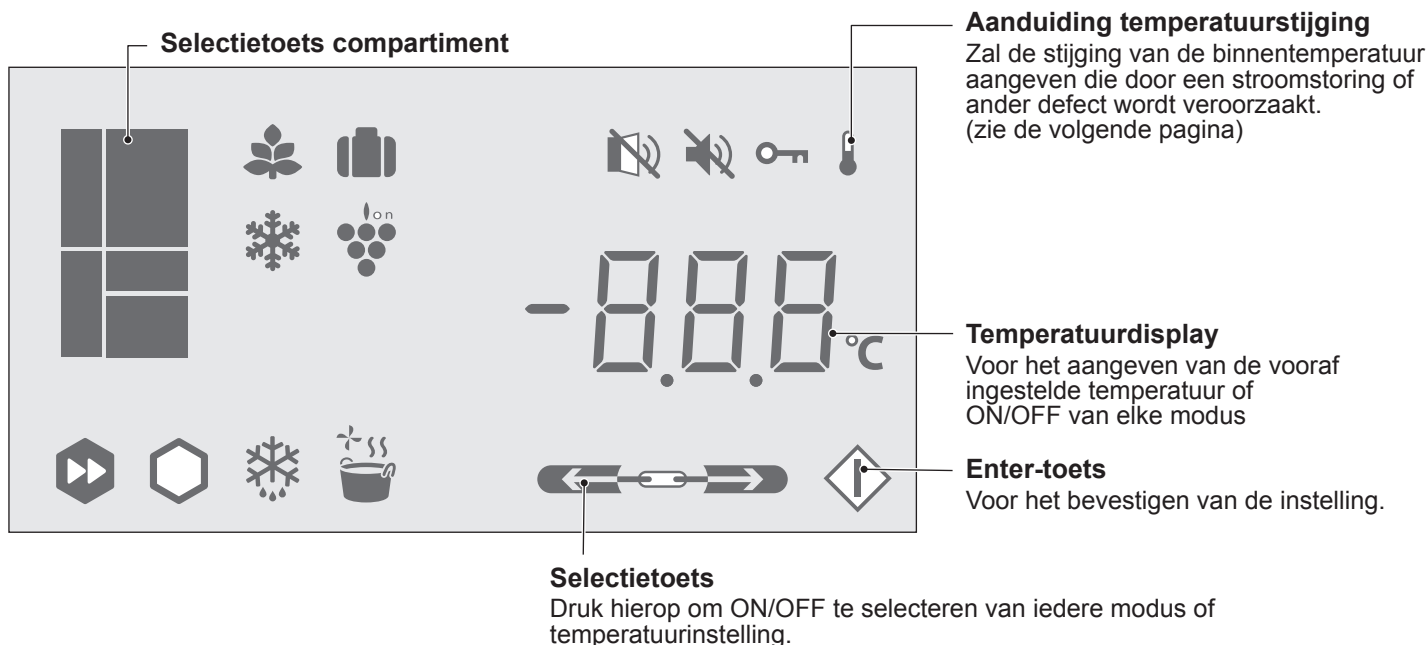 Selectietoets compartiment
Aanduiding temperatuurstijging
Zal de stijging van de binnentemperatuur
aangeven die door een stroomstoring of
ander defect wordt veroorzaakt.
(zie de volgende pagina)
ion
-8.8.8 °C
Temperatuurdisplay
Voor het aangeven van de vooraf
ingestelde temperatuur of
ON/OFF van elke modus
Enter-toets
Voor het bevestigen van de instelling.
Selectietoets
Druk hierop om ON/OFF te selecteren van iedere modus of
temperatuurinstelling.